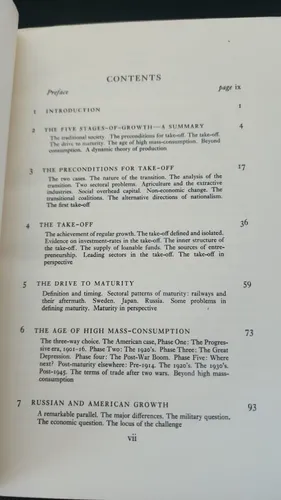 CONTENTS
Preface page ix
1 INTRODUCTION 1
2 THE FIVE STAGES-OF-GROWTH—A SUMMARY 4
The traditional society. The preconditions for take-off. The take-off.
The drive to maturity. The age of high mass-consumption. Beyond
consumption. A dynamic theory of production
3 THE PRECONDITIONS FOR TAKE-OFF 17
The two cases. The nature of the transition. The analysis of the
transition. Two sectoral problems. Agriculture and the extractive
industries. Social overhead capital. Non-economic change. The
transitional coalitions. The alternative directions of nationalism.
The first take-off
4 THE TAKE-OFF 36
The achievement of regular growth. The take-off defined and isolated.
Evidence on investment-rates in the take-off. The inner structure of
the take-off. The supply of loanable funds. The sources of entre-
preneurship. Leading sectors in the take-off. The take-off in
perspective
5 THE DRIVE TO MATURITY 59
Definition and timing. Sectoral patterns of maturity: railways and
their aftermath. Sweden. Japan. Russia. Some problems in
defining maturity. Maturity in perspective
6 THE AGE OF HIGH MASS-CONSUMPTION 73
The three-way choice. The American case, Phase One: The Progres-
sive era, 1901-16. Phase Two: The 1920's. Phase Three: The Great
Depression. Phase four: The Post-War Boom. Phase Five: Where
next? Post-maturity elsewhere: Pre-1914. The 1920's. The 1930's.
Post-1945. The terms of trade after two wars. Beyond high mass-
consumption
7 RUSSIAN AND AMERICAN GROWTH 93
A remarkable parallel. The major differences. The military question.
The economic question. The locus of the challenge
vii